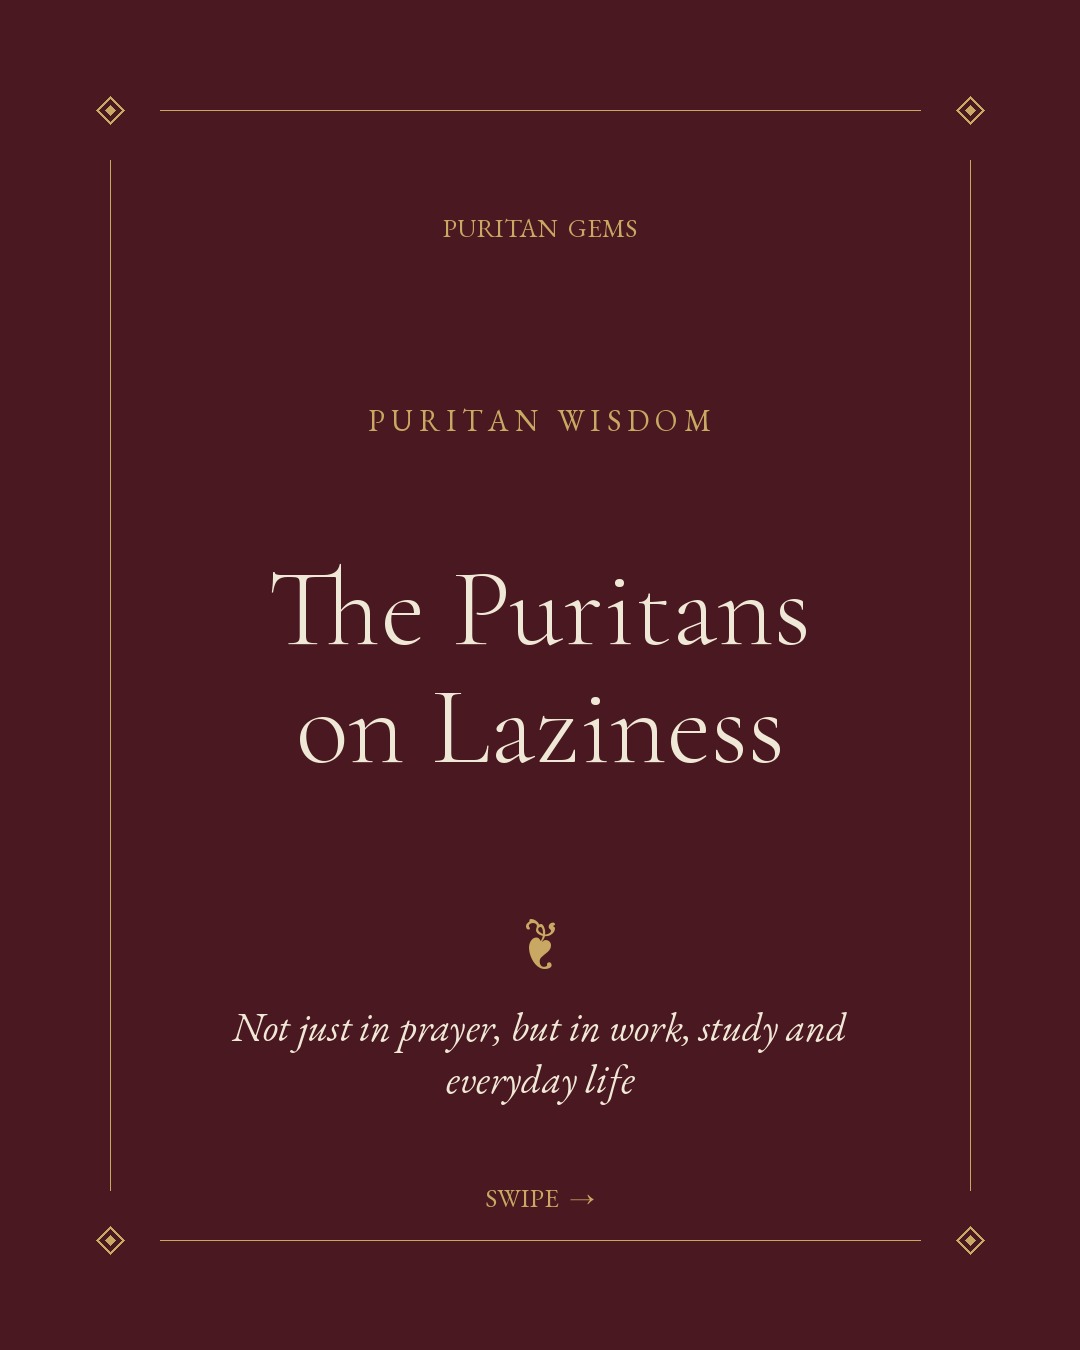 PURITAN GEMS
PURITAN WISDOM
The Puritans
on Laziness
Not just in prayer, but in work, study and
everyday life
SWIPE →